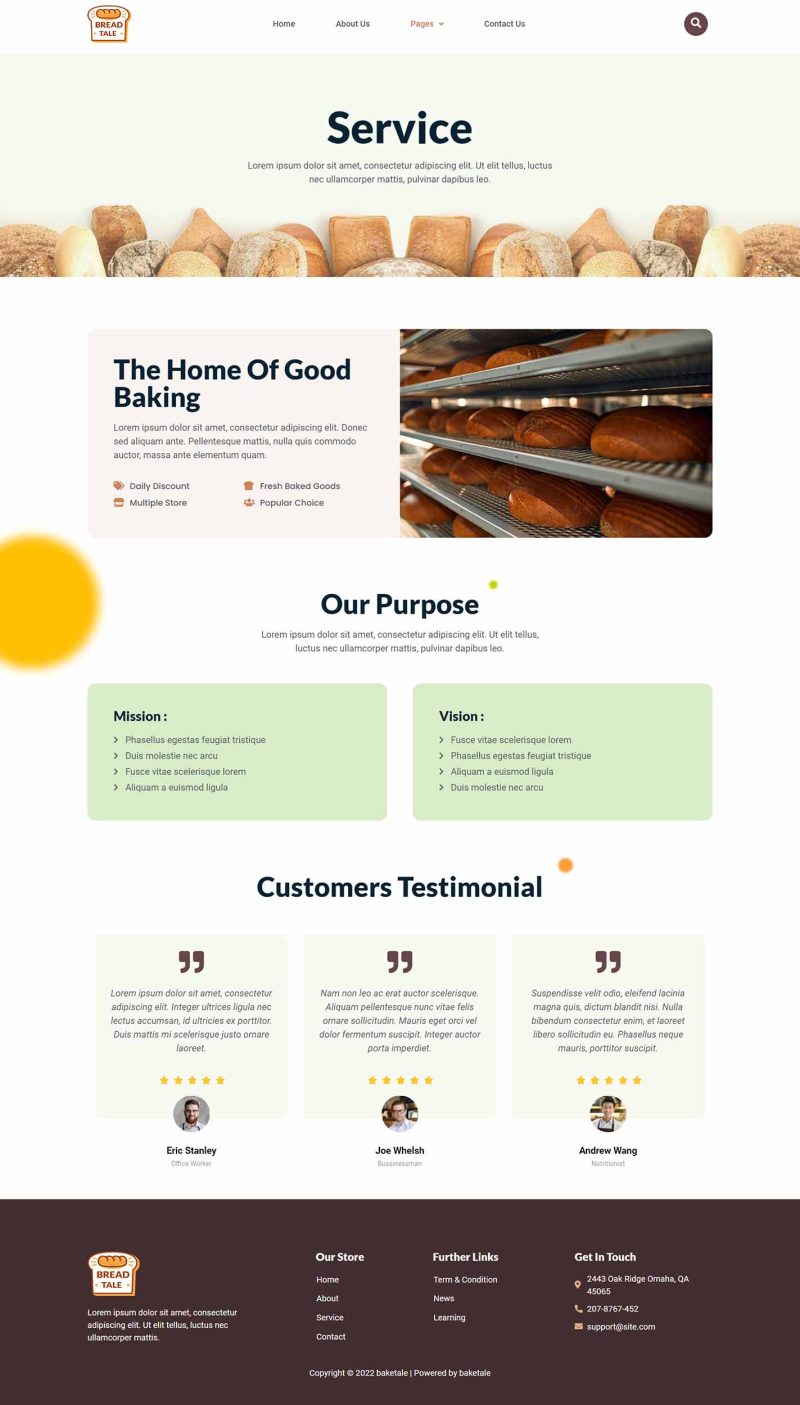 BREAD
TALE
Home
About Us
Pages
Contact Us
Service
Lorem ipsum dolor sit amet, consectetur adipiscing elit. Ut elit tellus, luctus
nec ullamcorper mattis, pulvinar dapibus leo.
The Home Of Good
Baking
Lorem ipsum dolor sit amet, consectetur adipiscing elit. Donec
sed aliquam ante. Pellentesque mattis, nulla quis commodo
auctor, massa ante elementum quam.
Daily Discount
Fresh Baked Goods
Multiple Store
Popular Choice
Our Purpose
Lorem ipsum dolor sit amet, consectetur adipiscing elit. Ut elit tellus,
luctus nec ullamcorper mattis, pulvinar dapibus leo.
Mission :
Phasellus egestas feugiat tristique
Duis molestie nec arcu
Fusce vitae scelerisque lorem
Aliquam a euismod ligula
Vision :
Fusce vitae scelerisque lorem
Phasellus egestas feugiat tristique
Aliquam a euismod ligula
Duis molestie nec arcu
Customers Testimonial
Lorem ipsum dolor sit amet, consectetur
adipiscing elit. Integer ultrices ligula nec
lectus accumsan, id ultricies ex porttitor.
Duis mattis mi scelerisque justo ornare
laoreet.
Eric Stanley
Office Worker
Nam non leo ac erat auctor scelerisque.
Aliquam pellentesque nunc vitae felis
ornare sollicitudin. Mauris eget orci vel
dolor fermentum suscipit. Integer auctor
porta imperdiet.
Joe Whelsh
Bussinessman
Suspendisse velit odio, eleifend lacinia
magna quis, dictum blandit nisi. Nulla
bibendum consectetur enim, et laoreet
libero sollicitudin eu. Phasellus neque
mauris, porttitor suscipit.
Andrew Wang
Nutritionist
BREAD
TALE
Lorem ipsum dolor sit amet, consectetur
adipiscing elit. Ut elit tellus, luctus nec
ullamcorper mattis.
Our Store
Home
About
Service
Contact
Further Links
Term & Condition
News
Learning
Get In Touch
2443 Oak Ridge Omaha, QA
45065
207-8767-452
support@site.com
Copyright © 2022 baketale | Powered by baketale